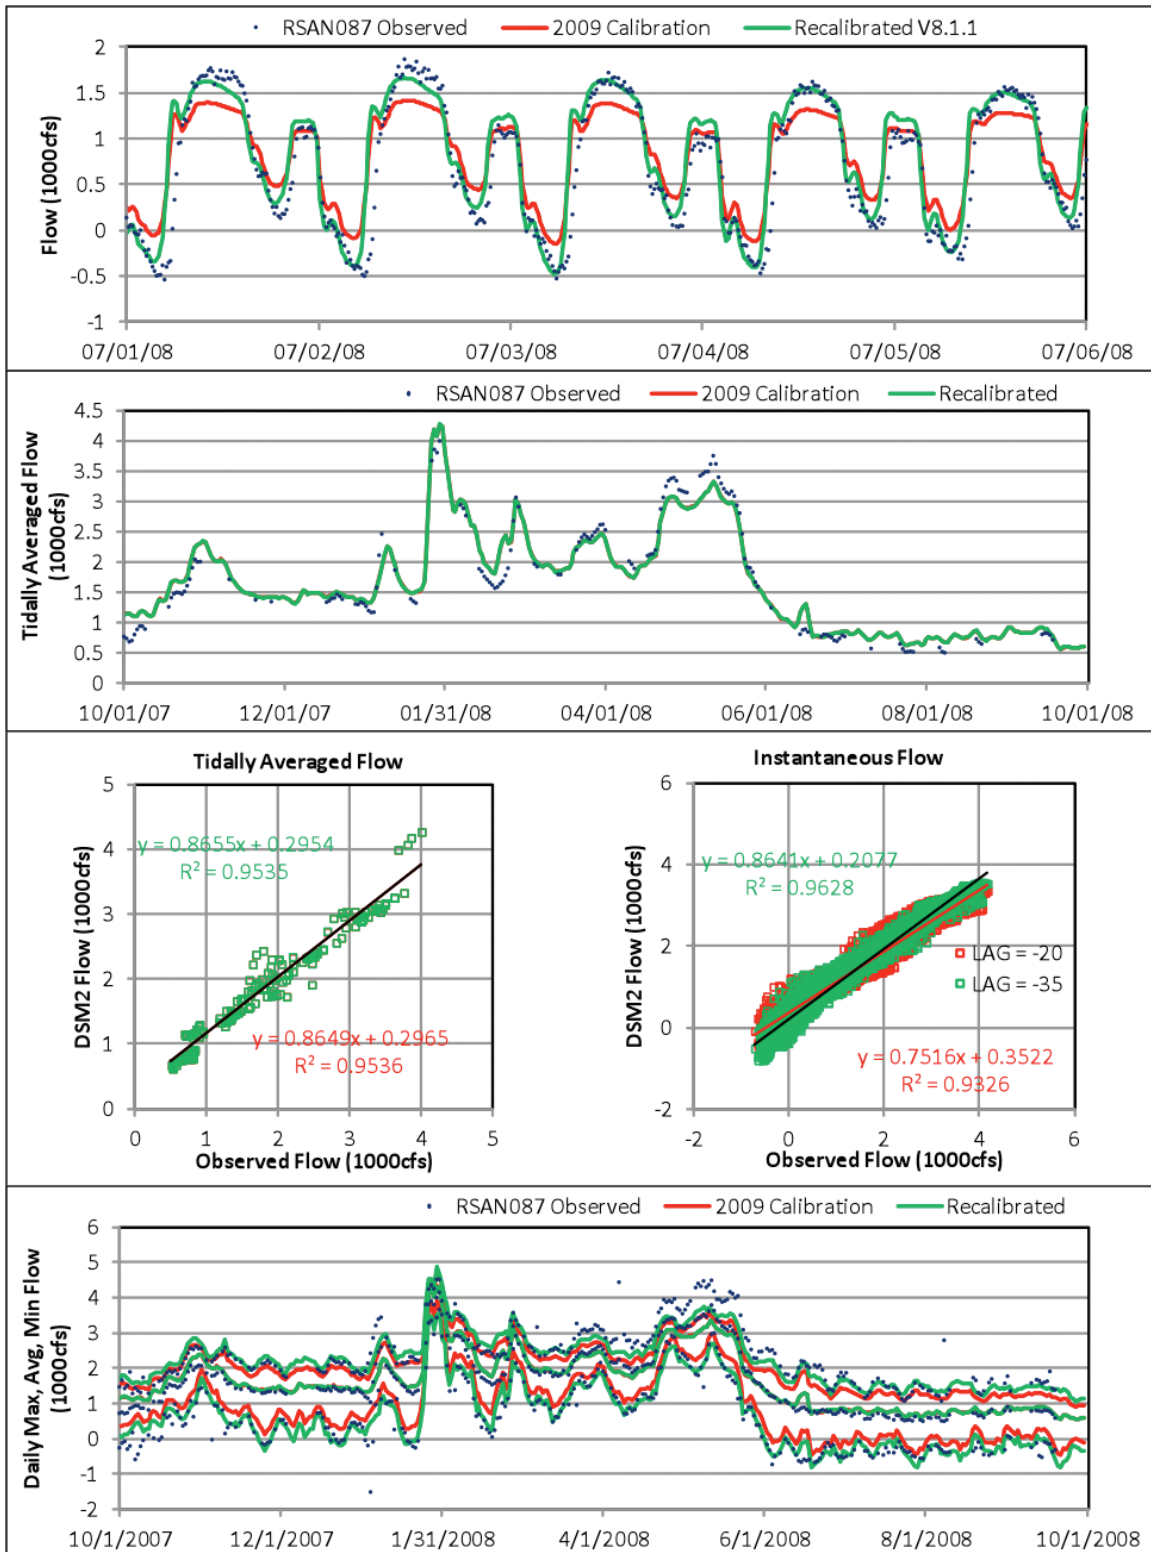 RSAN087 Observed 2009 Calibration Recalibrated V8.1.1
Flow (1000cfs)
2
1.5
1
0.5
0
-0.5
-1
07/01/08 07/02/08 07/03/08 07/04/08 07/05/08 07/06/08
RSAN087 Observed 2009 Calibration Recalibrated
Tidally Averaged Flow
(1000cfs)
4.5
4
3.5
3
2.5
2
1.5
1
0.5
0
10/01/07 12/01/07 01/31/08 04/01/08 06/01/08 08/01/08 10/01/08
Tidally Averaged Flow
DSM2 Flow (1000cfs)
5
4
3
2
1
0
y = 0.8655x + 0.2954
R² = 0.9535
y = 0.8649x + 0.2965
R² = 0.9536
0 1 2 3 4 5
Observed Flow (1000cfs)
Instantaneous Flow
DSM2 Flow (1000cfs)
6
4
2
0
-2
y = 0.8641x + 0.2077
R² = 0.9628
LAG = -20
LAG = -35
y = 0.7516x + 0.3522
R² = 0.9326
-2 0 2 4 6
Observed Flow (1000cfs)
RSAN087 Observed 2009 Calibration Recalibrated
Daily Max, Avg, Min Flow
(1000cfs)
6
5
4
3
2
1
0
-1
-2
10/1/2007 12/1/2007 1/31/2008 4/1/2008 6/1/2008 8/1/2008 10/1/2008